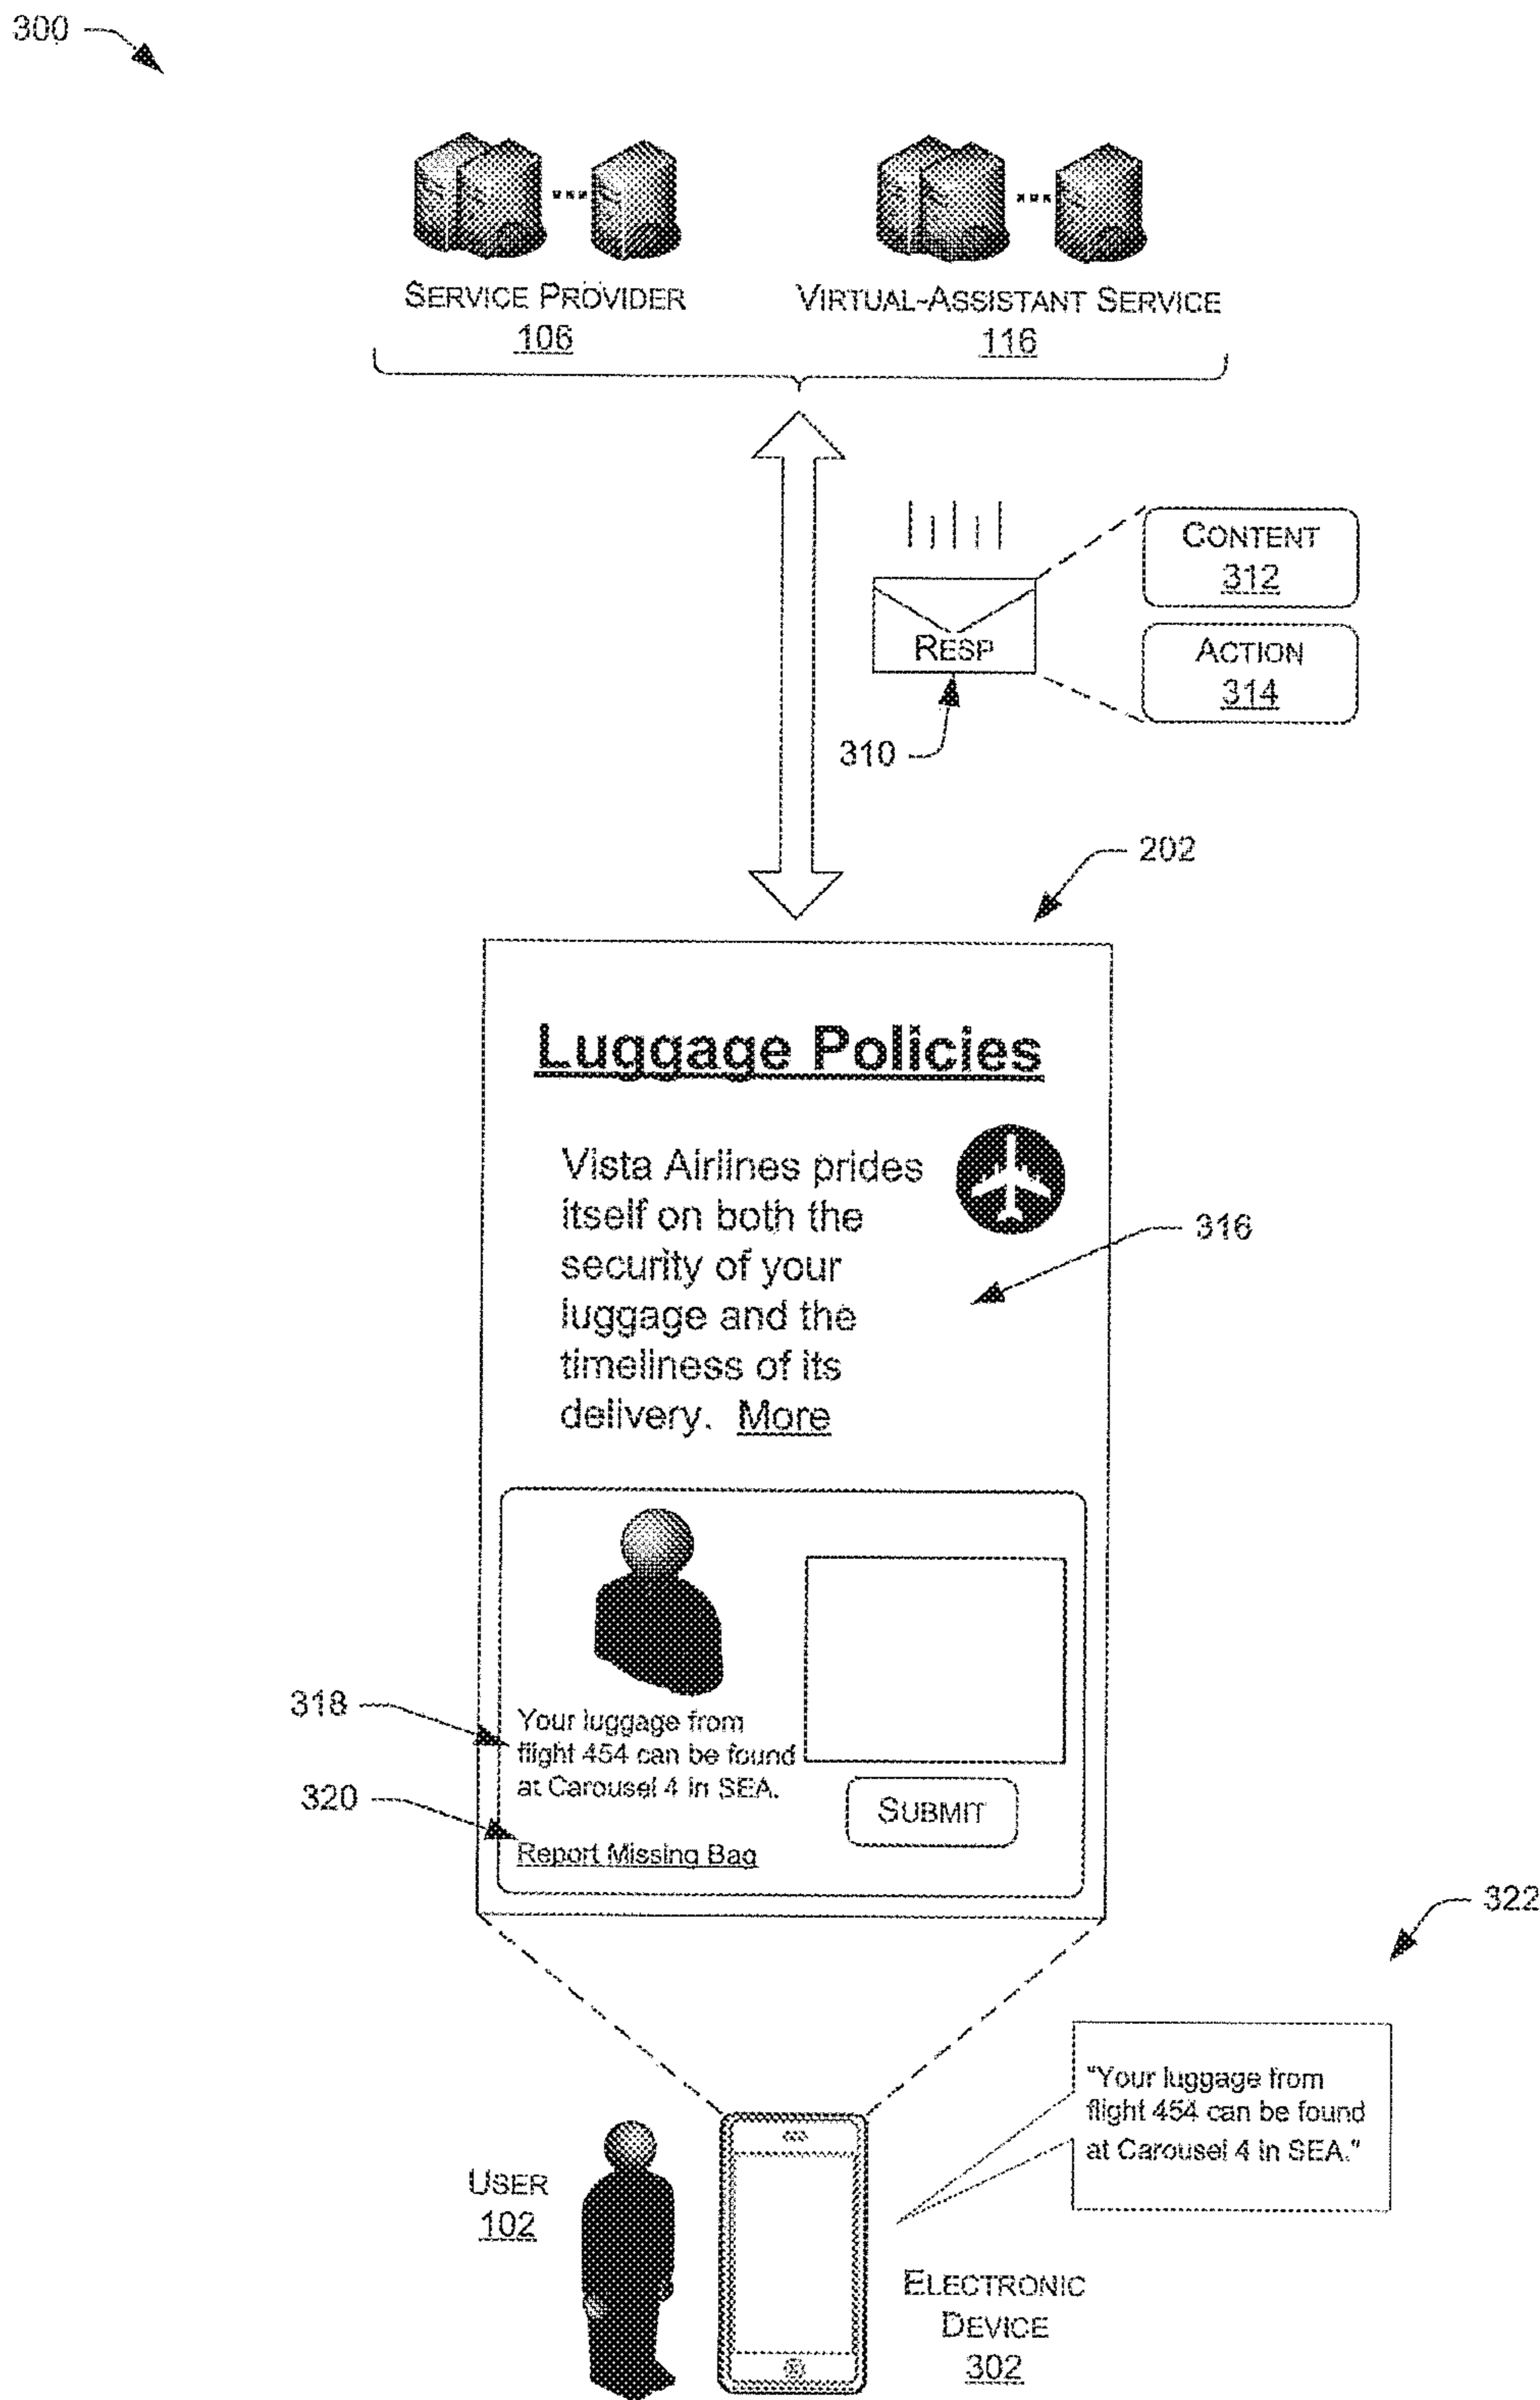 300
SERVICE PROVIDER
106
VIRTUAL-ASSISTANT SERVICE
116
CONTENT
312
RESP
ACTION
314
310
202
Luggage Policies
Vista Airlines prides
itself on both the
security of your
luggage and the
timeliness of its
delivery. More
316
318
Your luggage from
flight 454 can be found
at Carousel 4 in SEA.
320
Report Missing Bag
SUBMIT
322
"Your luggage from
flight 454 can be found
at Carousel 4 in SEA."
USER
102
ELECTRONIC
DEVICE
302